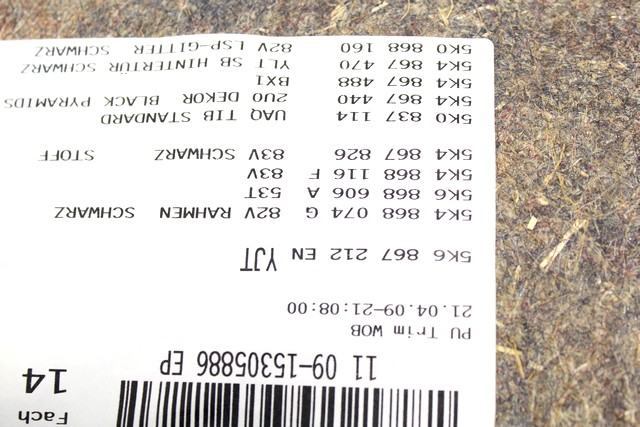 Fach
11 09-15305886 EP 14
PU Trim WOB
21.04.09-21:08:00
5K6 867 212 EN YJT
5K4 868 074 G 82V RAHMEN SCHWARZ
5K6 868 606 A 53T
5K4 868 116 F 83V
5K4 867 826 83V SCHWARZ STOFF
5K0 837 114 UAQ TIB STANDARD
5K4 867 440 2U0 DEKOR BLACK PYRAMIDS
5K4 867 488 BX1
5K4 867 470 YLT SB HINTERTÜR SCHWARZ
5K0 868 160 82V LSP-GITTER SCHWARZ